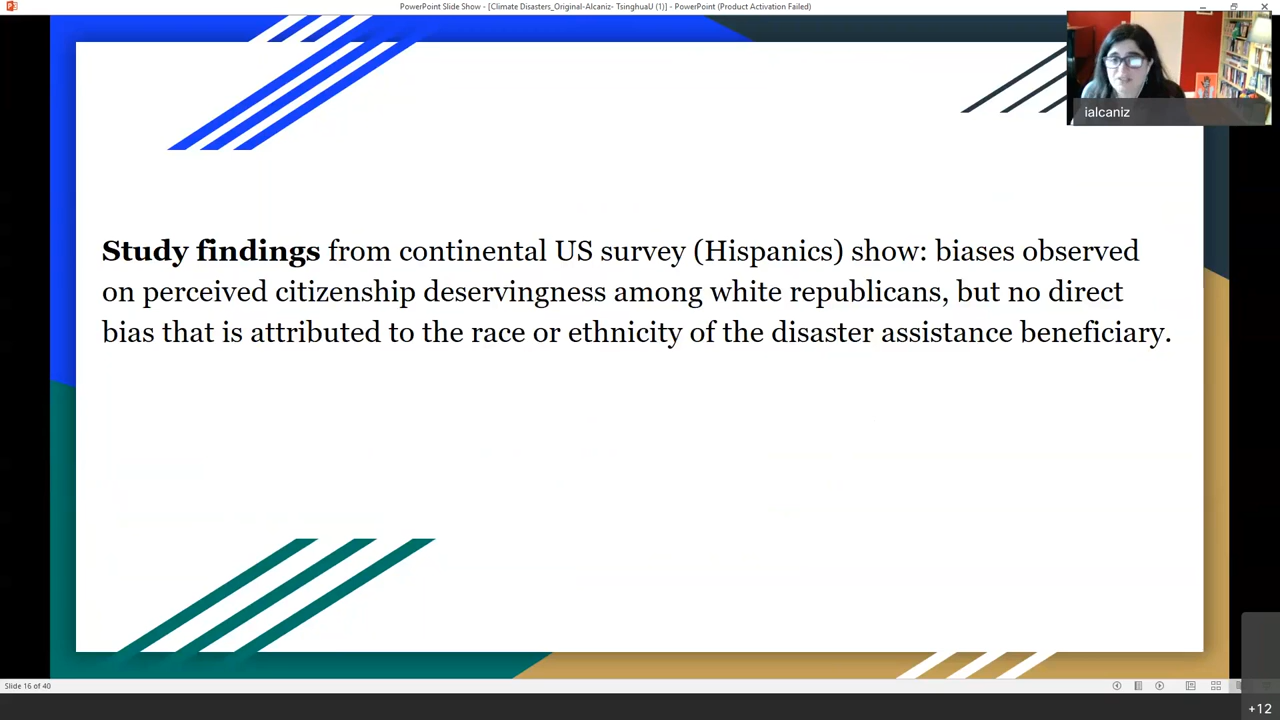 PowerPoint Slide Show - [Climate Disasters_Original-Alcaniz- TsinghuaU (1)] - PowerPoint (Product Activation Failed)
ialcaniz
Study findings from continental US survey (Hispanics) show: biases observed
on perceived citizenship deservingness among white republicans, but no direct
bias that is attributed to the race or ethnicity of the disaster assistance beneficiary.
Slide 16 of 40
+12